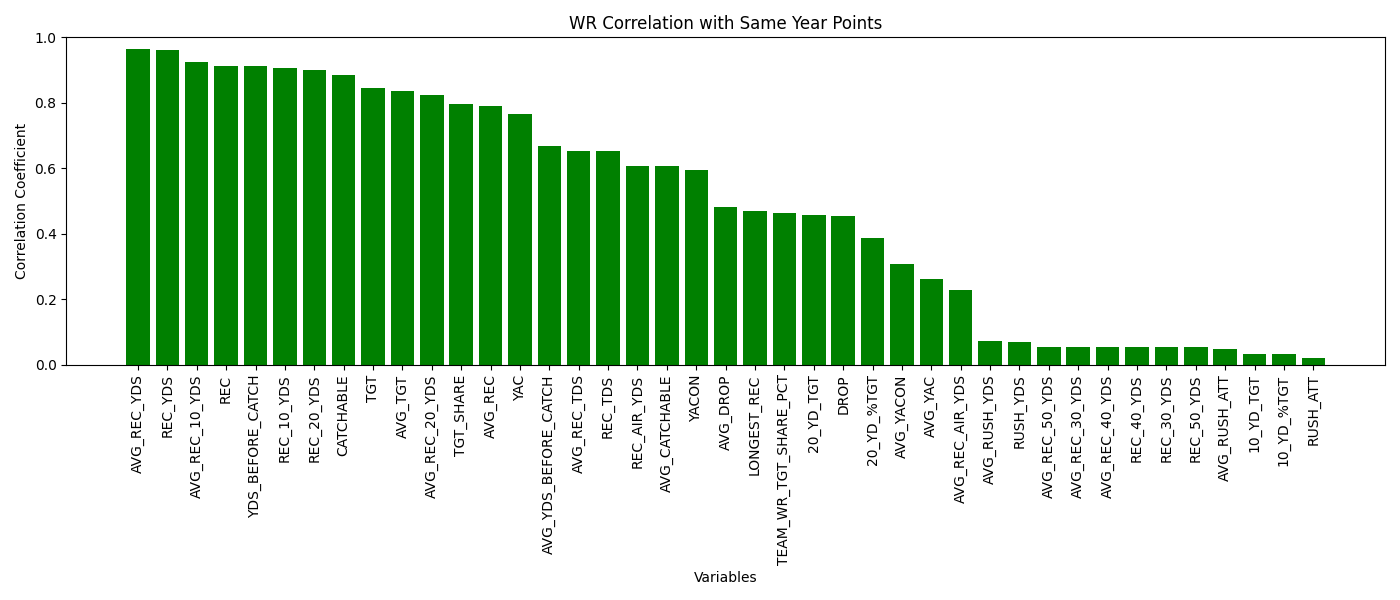 WR Correlation with Same Year Points
Correlation Coefficient
1.0
0.8
0.6
0.4
0.2
0.0
AVG_REC_YDS
REC_YDS
AVG_REC_10_YDS
REC
YDS_BEFORE_CATCH
REC_10_YDS
REC_20_YDS
CATCHABLE
TGT
AVG_TGT
AVG_REC_20_YDS
TGT_SHARE
AVG_REC
YAC
AVG_YDS_BEFORE_CATCH
AVG_REC_TDS
REC_TDS
REC_AIR_YDS
AVG_CATCHABLE
YACON
AVG_DROP
LONGEST_REC
TEAM_WR_TGT_SHARE_PCT
20_YD_TGT
DROP
20_YD_%TGT
AVG_YACON
AVG_YAC
AVG_REC_AIR_YDS
AVG_RUSH_YDS
RUSH_YDS
AVG_REC_50_YDS
AVG_REC_30_YDS
AVG_REC_40_YDS
REC_40_YDS
REC_30_YDS
REC_50_YDS
AVG_RUSH_ATT
10_YD_TGT
10_YD_%TGT
RUSH_ATT
Variables